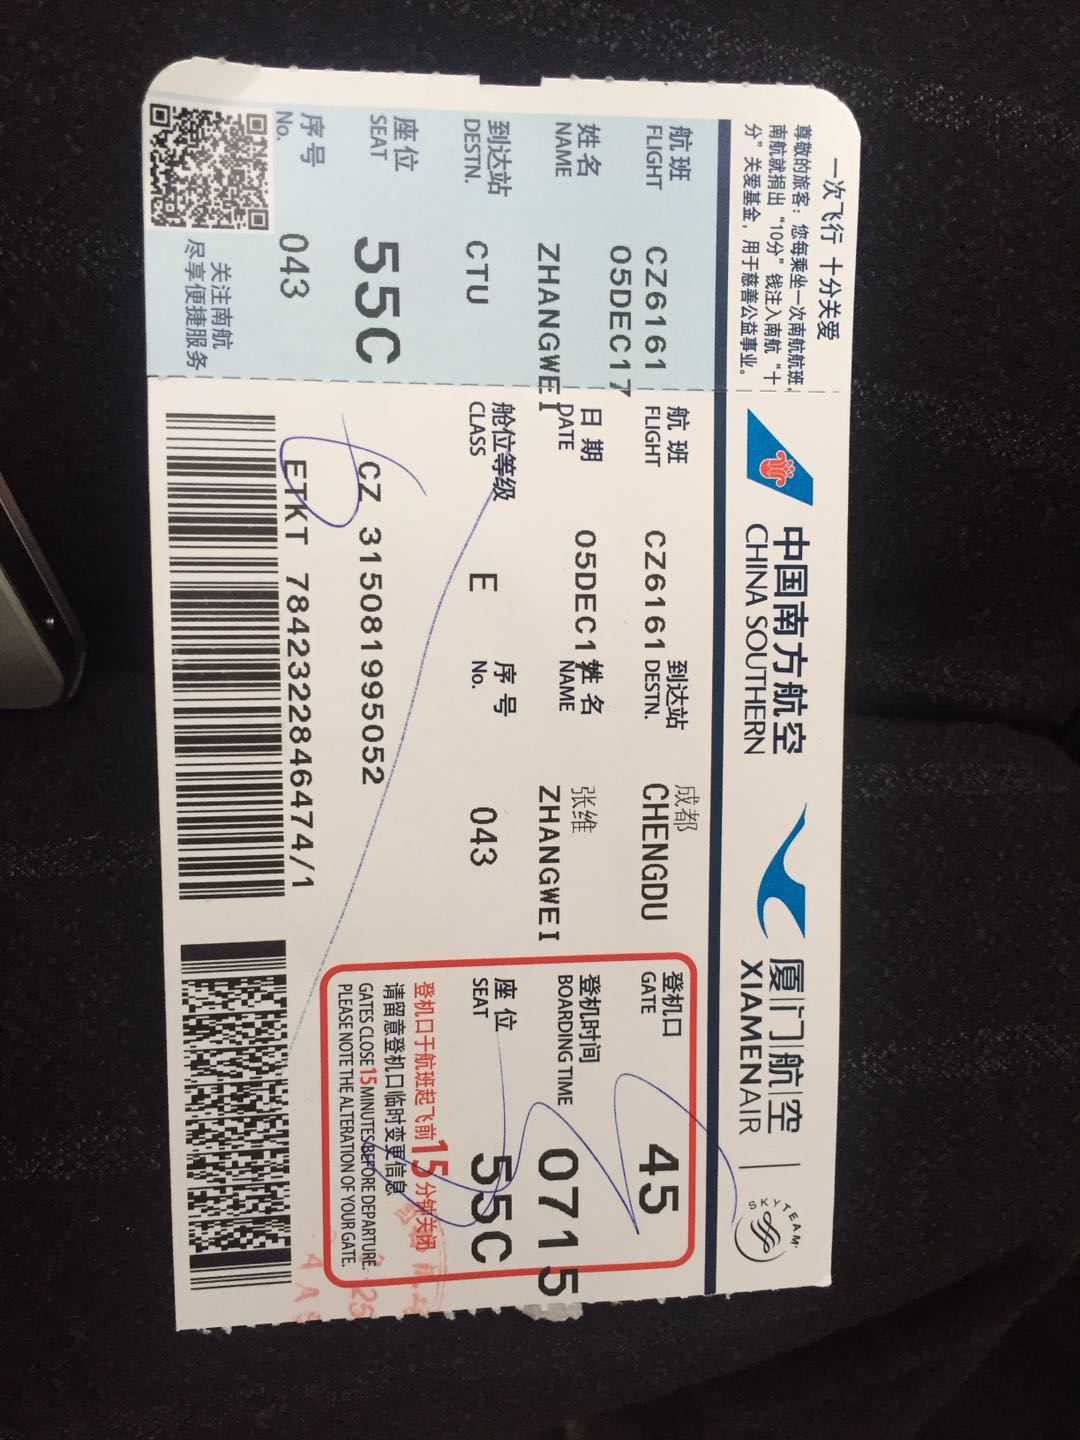 一次飞行 十分关爱
尊敬的旅客：您每乘坐一次南航航班，
南航就捐出“10分”钱注入南航“十
分”关爱基金，用于慈善公益事业。
航班
FLIGHT
CZ6161
05DEC17
姓名
NAME
ZHANGWEI
到达站
DESTN.
CTU
座位
SEAT
55C
序号
No.
043
关注南航
尽享便捷服务
中国南方航空
CHINA SOUTHERN
厦门航空
XIAMENAIR
SKYTEAM
航班
FLIGHT
CZ6161
到达站
DESTN.
成都
CHENGDU
日期
DATE
05DEC17
姓名
NAME
张维
ZHANGWEI
舱位等级
CLASS
E
序号
No.
043
CZ 315081995052
ETKT 7842322846474/1
登机口
GATE
45
登机时间
BOARDING TIME
0715
座位
SEAT
55C
登机口于航班起飞前15分钟关闭
请留意登机口临时变更信息
GATES CLOSE 15 MINUTES BEFORE DEPARTURE.
PLEASE NOTE THE ALTERATION OF YOUR GATE.